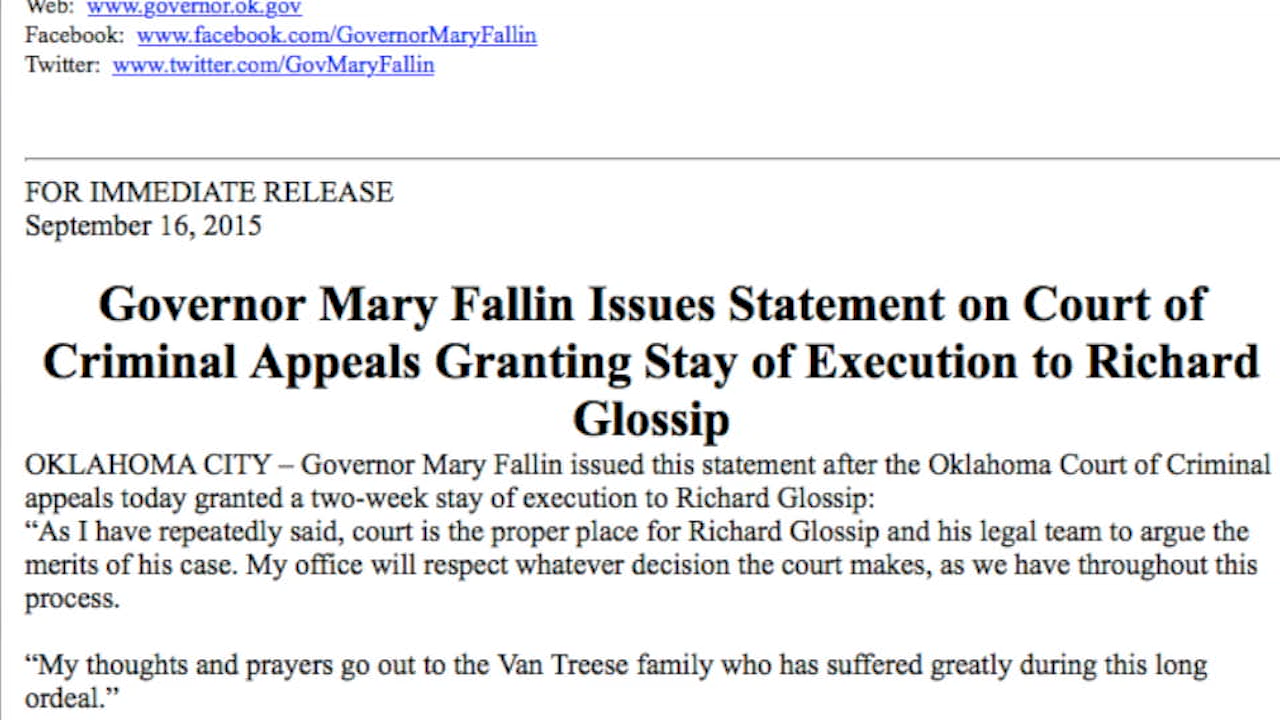 Web: www.governor.ok.gov
Facebook: www.facebook.com/GovernorMaryFallin
Twitter: www.twitter.com/GovMaryFallin
FOR IMMEDIATE RELEASE
September 16, 2015
Governor Mary Fallin Issues Statement on Court of
Criminal Appeals Granting Stay of Execution to Richard
Glossip
OKLAHOMA CITY – Governor Mary Fallin issued this statement after the Oklahoma Court of Criminal
appeals today granted a two-week stay of execution to Richard Glossip:
“As I have repeatedly said, court is the proper place for Richard Glossip and his legal team to argue the
merits of his case. My office will respect whatever decision the court makes, as we have throughout this
process.
“My thoughts and prayers go out to the Van Treese family who has suffered greatly during this long
ordeal.”